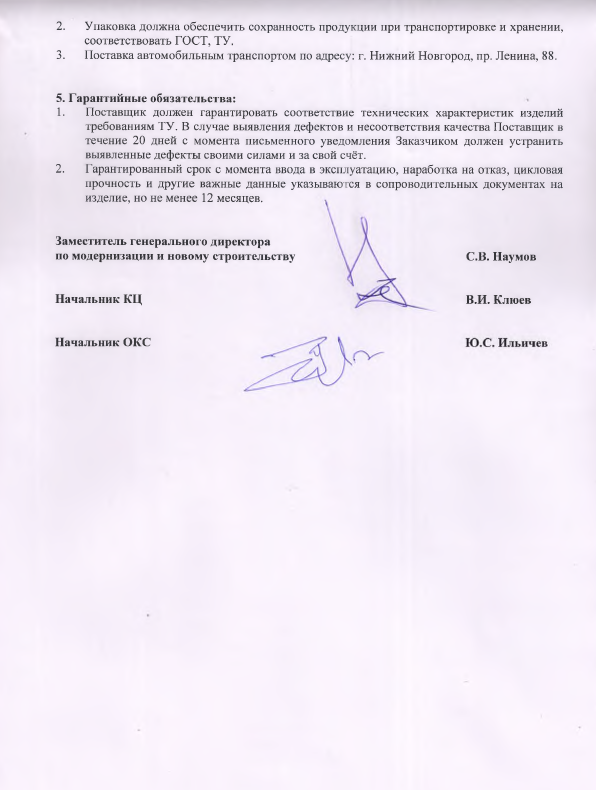 2. Упаковка должна обеспечить сохранность продукции при транспортировке и хранении,
соответствовать ГОСТ, ТУ.
3. Поставка автомобильным транспортом по адресу: г. Нижний Новгород, пр. Ленина, 88.
5. Гарантийные обязательства:
1. Поставщик должен гарантировать соответствие технических характеристик изделий
требованиям ТУ. В случае выявления дефектов и несоответствия качества Поставщик в
течение 20 дней с момента письменного уведомления Заказчиком должен устранить
выявленные дефекты своими силами и за свой счёт.
2. Гарантированный срок с момента ввода в эксплуатацию, наработка на отказ, цикловая
прочность и другие важные данные указываются в сопроводительных документах на
изделие, но не менее 12 месяцев.
Заместитель генерального директора
по модернизации и новому строительству С.В. Наумов
Начальник КЦ В.И. Клюев
Начальник ОКС Ю.С. Ильичев